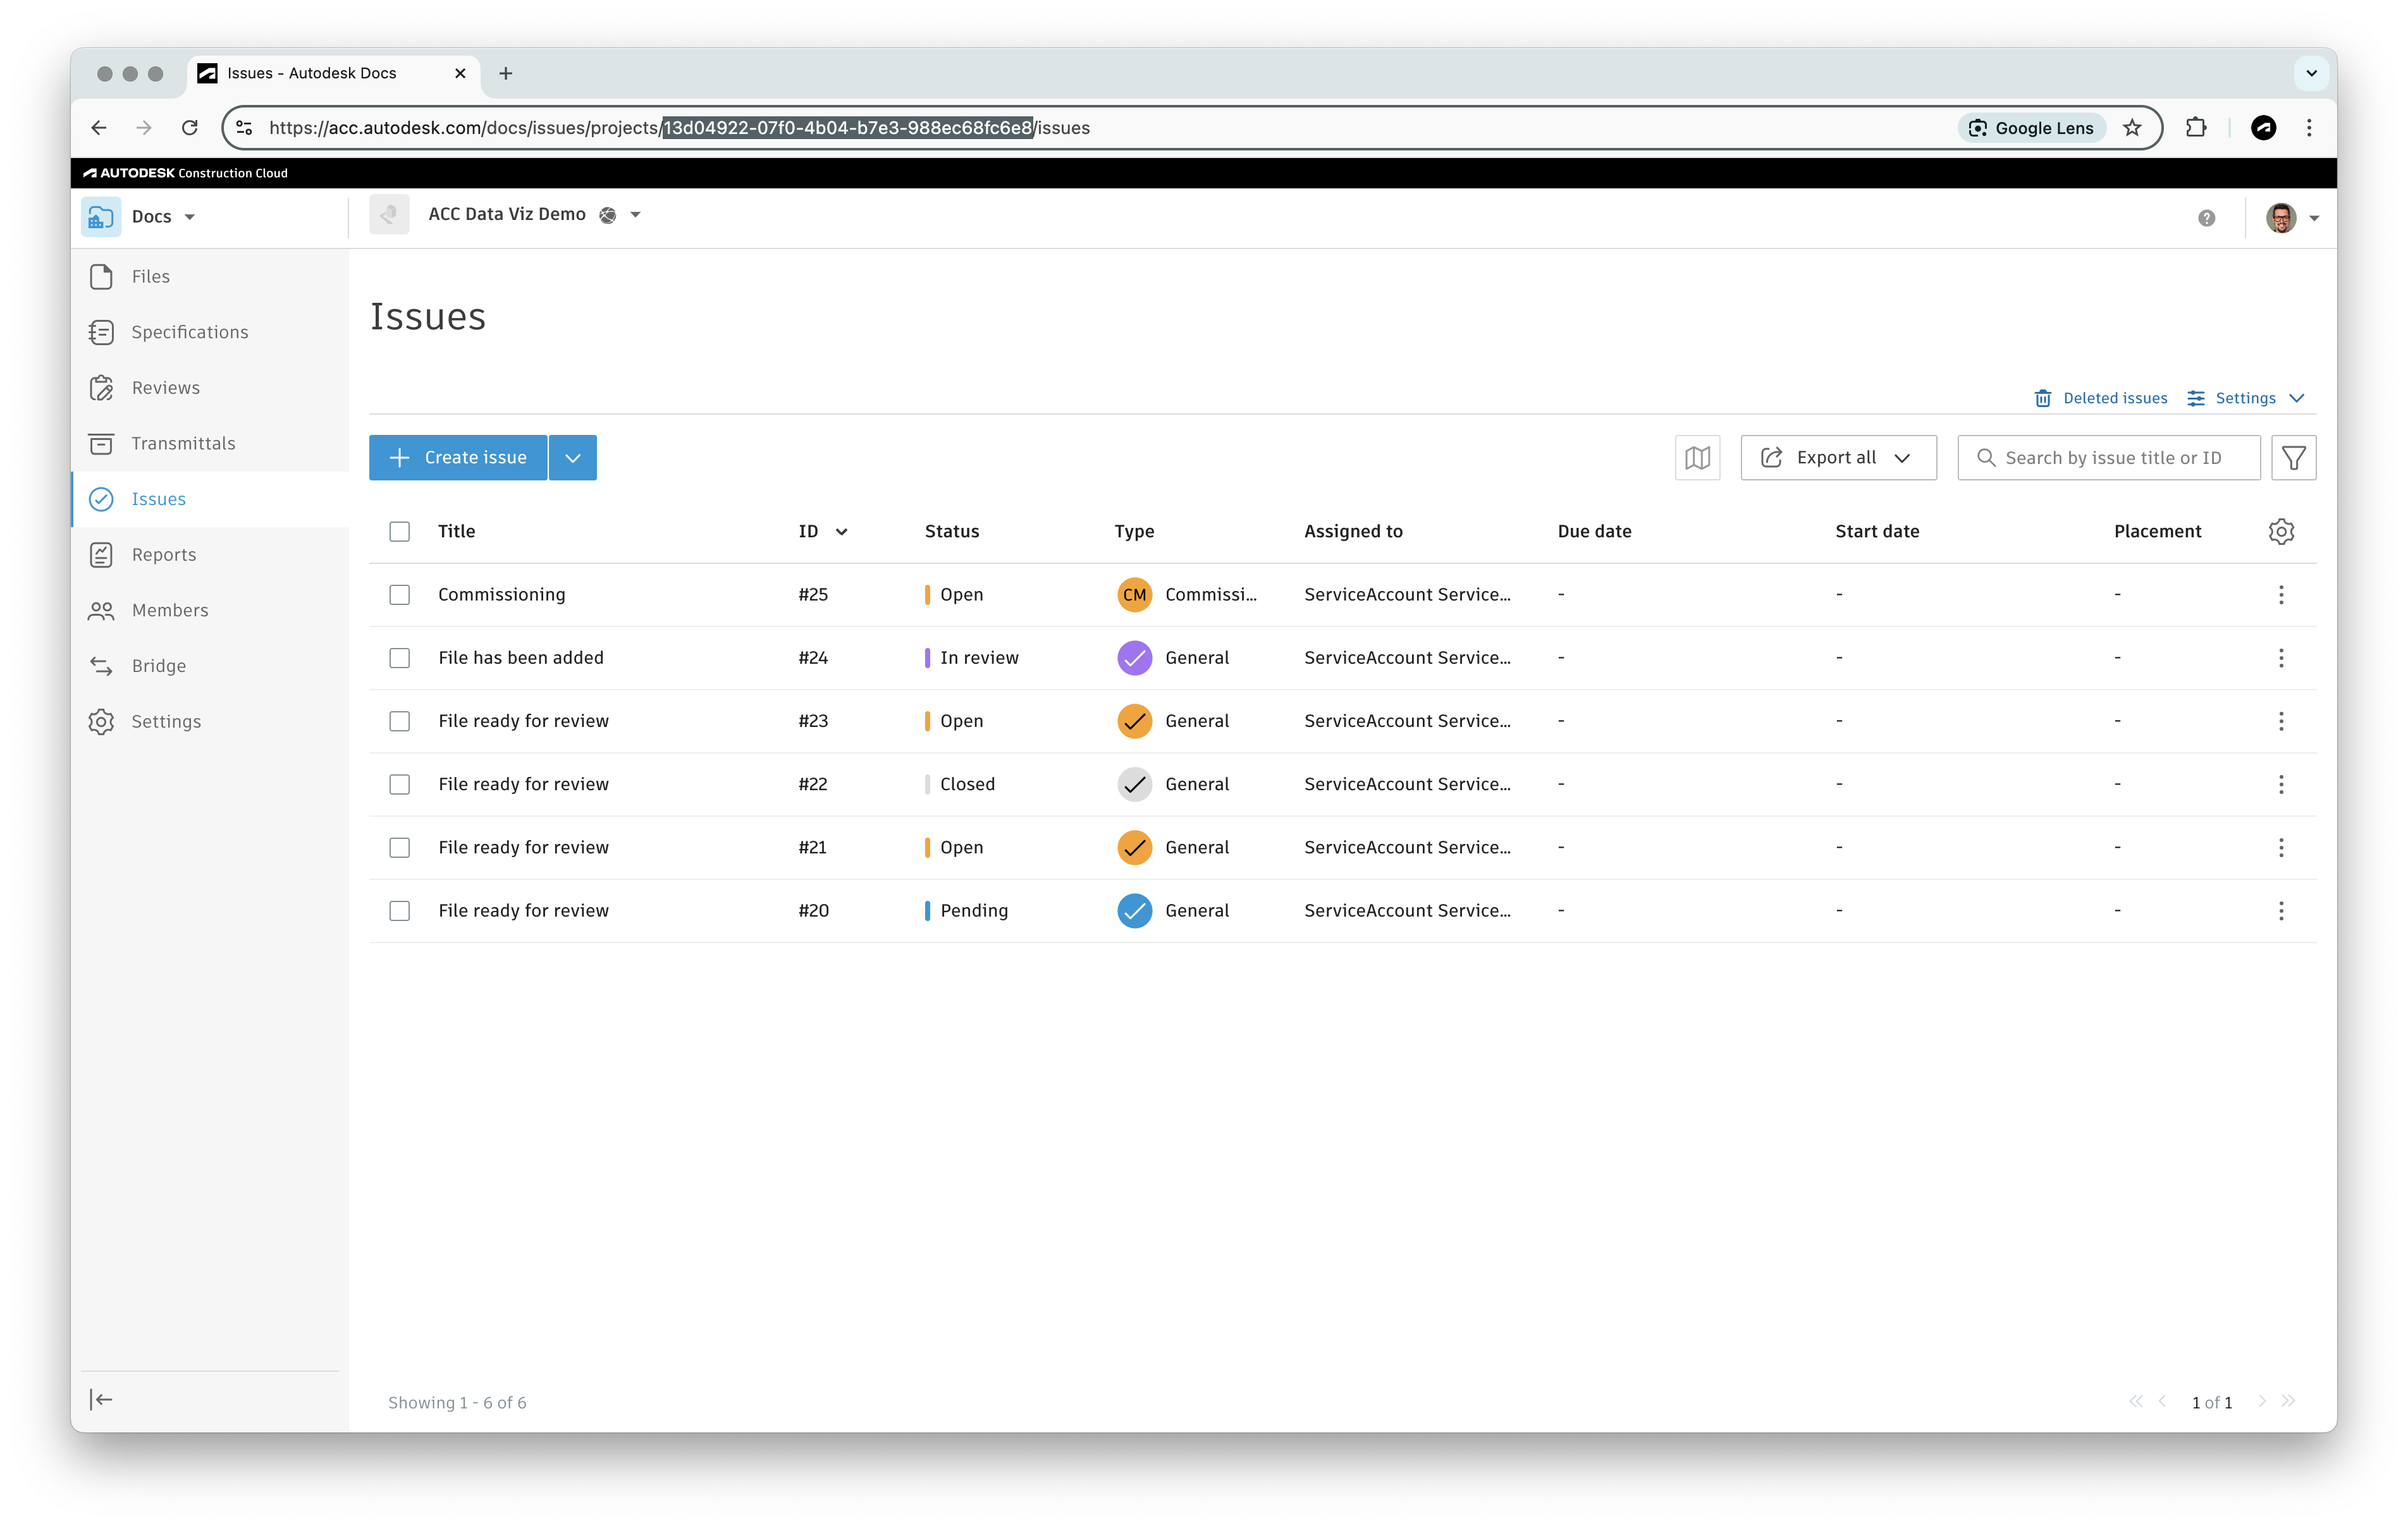 Issues - Autodesk Docs
https://acc.autodesk.com/docs/issues/projects/13d04922-07f0-4b04-b7e3-988ec68fc6e8/issues
Google Lens
AUTODESK Construction Cloud
Docs
ACC Data Viz Demo
Files
Specifications
Reviews
Transmittals
Issues
Reports
Members
Bridge
Settings
Issues
Deleted issues
Settings
Create issue
Export all
Search by issue title or ID
Title ID Status Type Assigned to Due date Start date Placement
Commissioning #25 Open CM Commissi... ServiceAccount Service... - - -
File has been added #24 In review General ServiceAccount Service... - - -
File ready for review #23 Open General ServiceAccount Service... - - -
File ready for review #22 Closed General ServiceAccount Service... - - -
File ready for review #21 Open General ServiceAccount Service... - - -
File ready for review #20 Pending General ServiceAccount Service... - - -
Showing 1 - 6 of 6
1 of 1